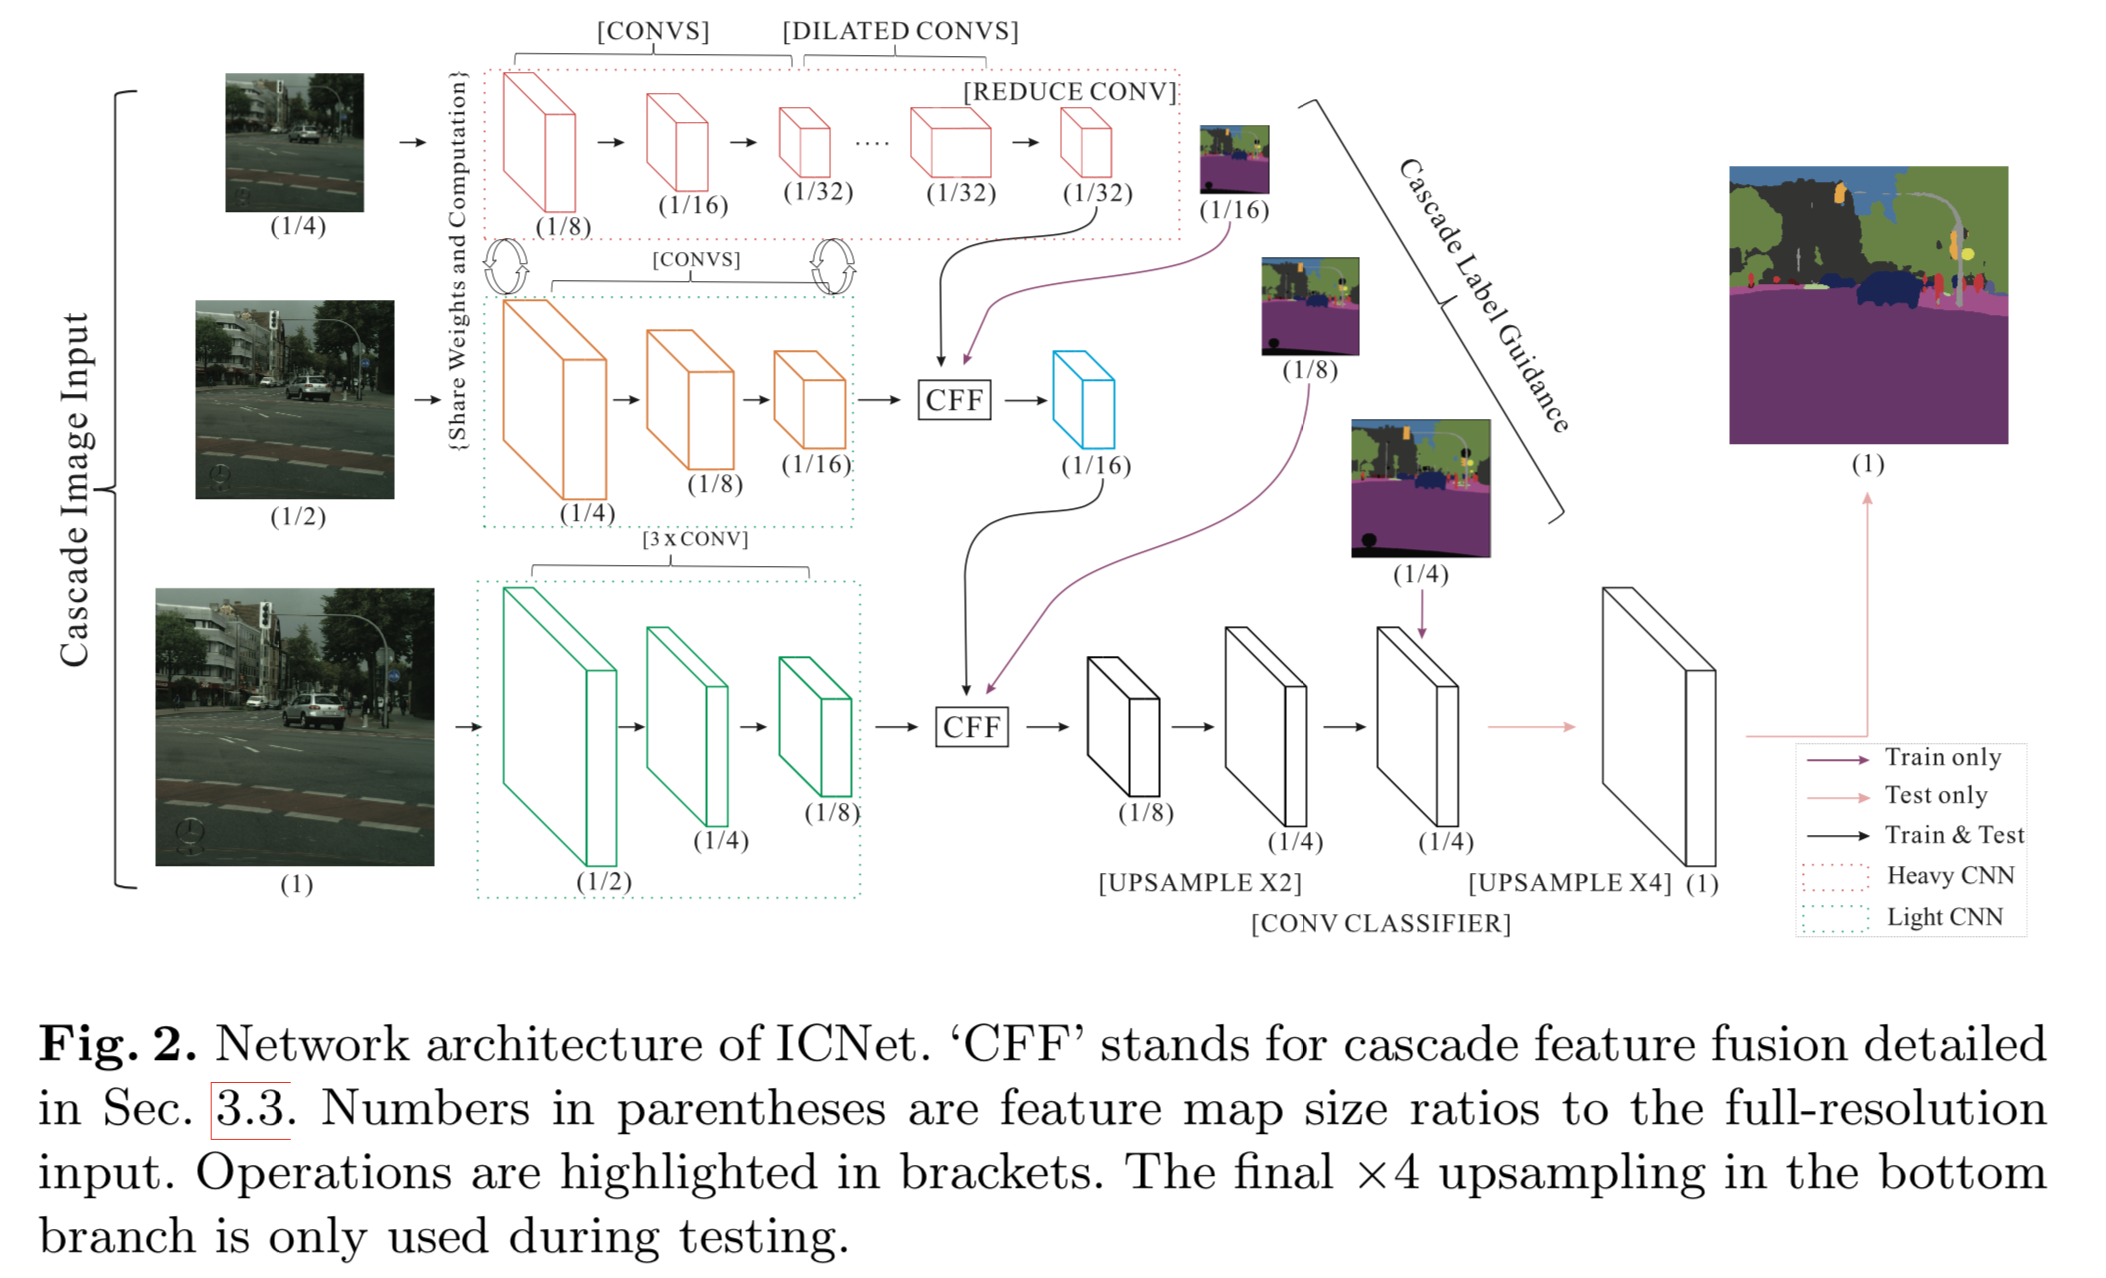 [CONVS]
[DILATED CONVS]
[REDUCE CONV]
(1/4)
(1/8)
(1/16)
(1/32)
(1/32)
(1/32)
(1/16)
{Share Weights and Computation}
Cascade Image Input
Cascade Label Guidance
[CONVS]
(1/2)
(1/4)
(1/8)
(1/16)
CFF
(1/16)
(1/8)
(1/4)
(1)
[3 X CONV]
(1)
(1/2)
(1/4)
(1/8)
CFF
(1/8)
(1/4)
(1/4)
(1)
[UPSAMPLE X2]
[UPSAMPLE X4]
[CONV CLASSIFIER]
Train only
Test only
Train & Test
Heavy CNN
Light CNN
Fig. 2. Network architecture of ICNet. ‘CFF’ stands for cascade feature fusion detailed
in Sec. 3.3. Numbers in parentheses are feature map size ratios to the full-resolution
input. Operations are highlighted in brackets. The final ×4 upsampling in the bottom
branch is only used during testing.